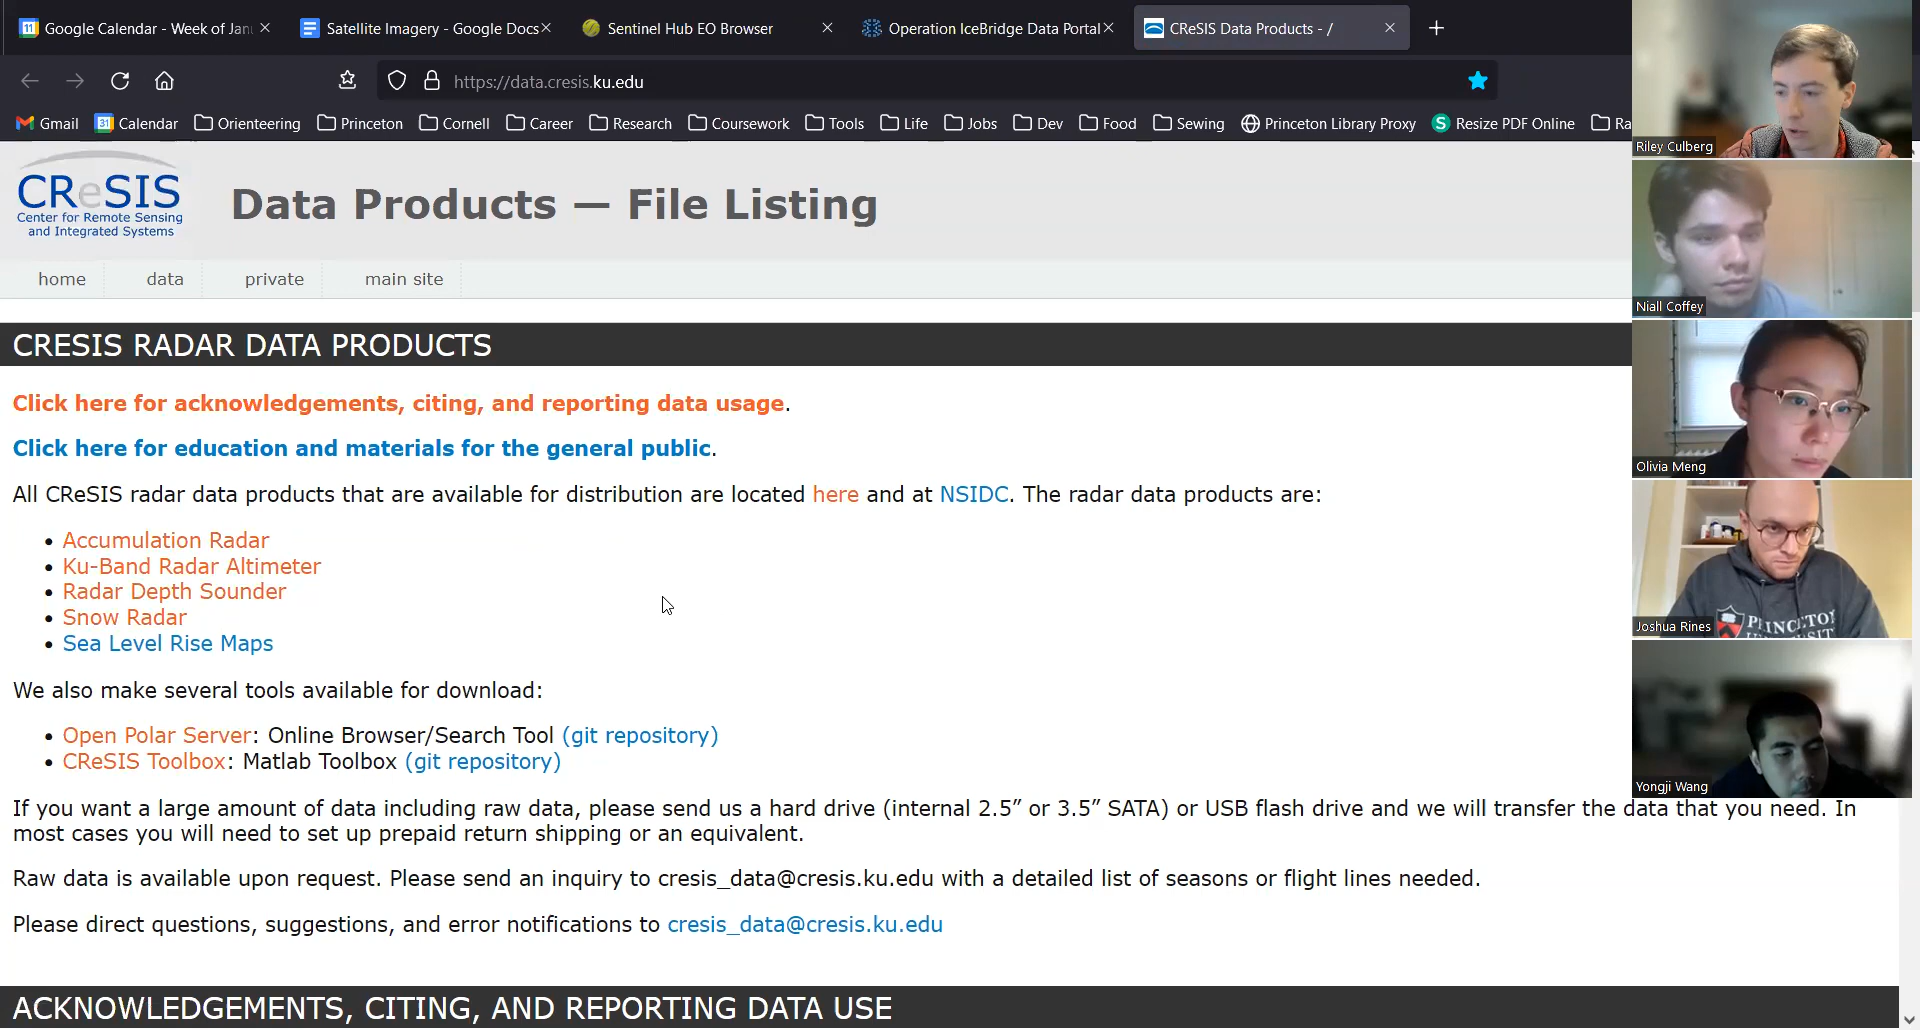 Google Calendar - Week of Jan
Satellite Imagery - Google Docs
Sentinel Hub EO Browser
Operation IceBridge Data Portal
CReSIS Data Products - /
https://data.cresis.ku.edu
Gmail
31 Calendar
Orienteering
Princeton
Cornell
Career
Research
Coursework
Tools
Life
Jobs
Dev
Food
Sewing
Princeton Library Proxy
S Resize PDF Online
Ra
CReSIS
Center for Remote Sensing
and Integrated Systems
Data Products — File Listing
home
data
private
main site
CRESIS RADAR DATA PRODUCTS
Click here for acknowledgements, citing, and reporting data usage.
Click here for education and materials for the general public.
All CReSIS radar data products that are available for distribution are located here and at NSIDC. The radar data products are:
• Accumulation Radar
• Ku-Band Radar Altimeter
• Radar Depth Sounder
• Snow Radar
• Sea Level Rise Maps
We also make several tools available for download:
• Open Polar Server: Online Browser/Search Tool (git repository)
• CReSIS Toolbox: Matlab Toolbox (git repository)
If you want a large amount of data including raw data, please send us a hard drive (internal 2.5” or 3.5” SATA) or USB flash drive and we will transfer the data that you need. In
most cases you will need to set up prepaid return shipping or an equivalent.
Raw data is available upon request. Please send an inquiry to cresis_data@cresis.ku.edu with a detailed list of seasons or flight lines needed.
Please direct questions, suggestions, and error notifications to cresis_data@cresis.ku.edu
ACKNOWLEDGEMENTS, CITING, AND REPORTING DATA USE
Riley Culberg
Niall Coffey
Olivia Meng
Joshua Rines
PRINCETON
Yongji Wang